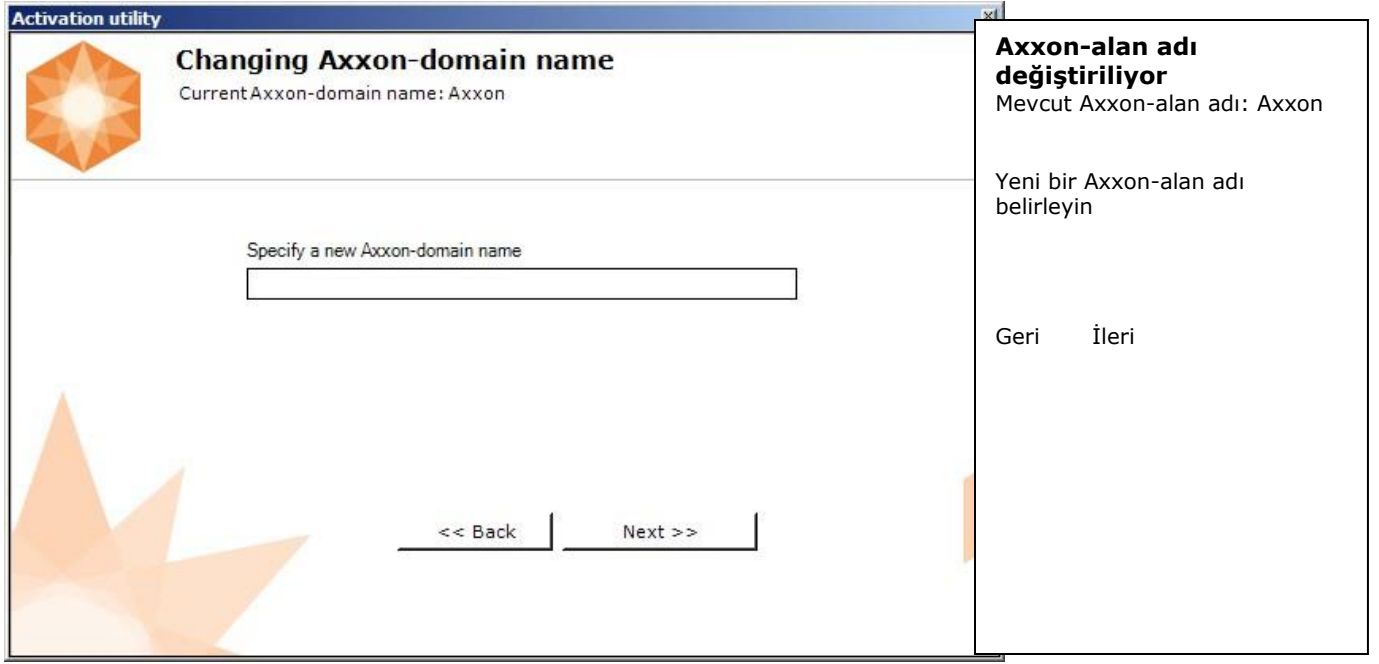 Activation utility
Changing Axxon-domain name
Current Axxon-domain name: Axxon
Specify a new Axxon-domain name
<< Back
Next >>
Axxon-alan adı
değiştiriliyor
Mevcut Axxon-alan adı: Axxon
Yeni bir Axxon-alan adı
belirleyin
Geri İleri